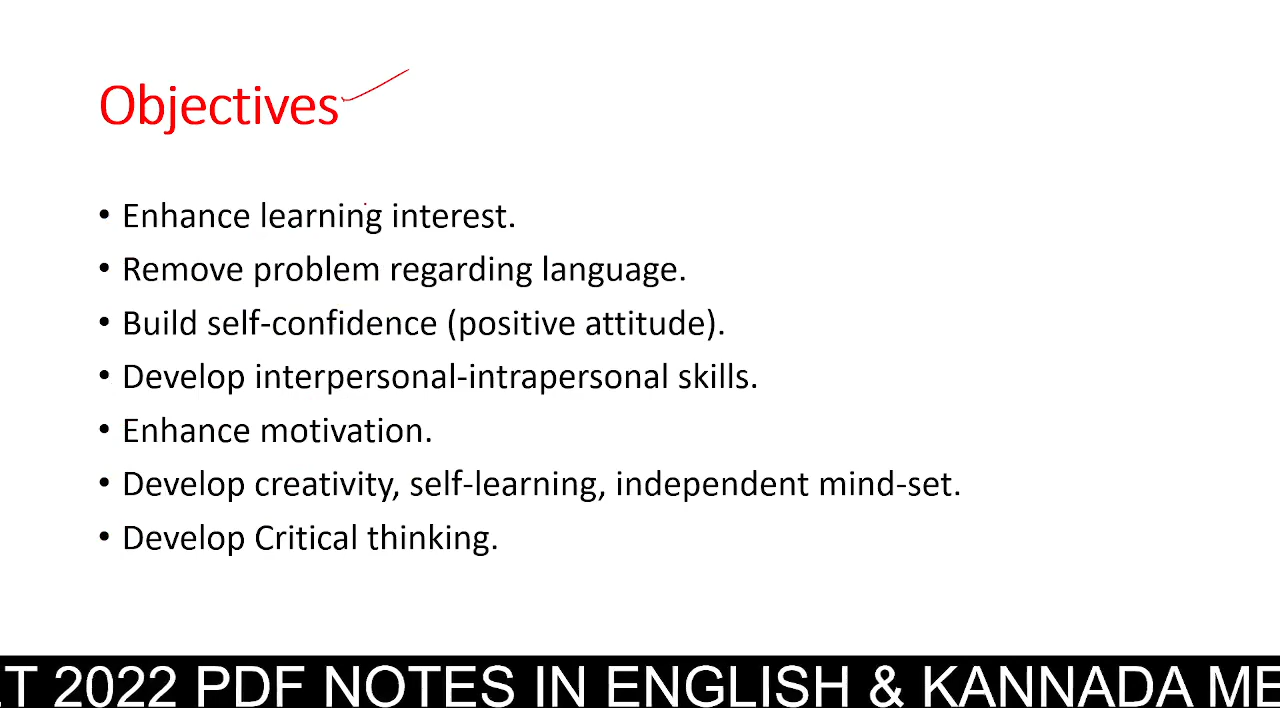 Objectives
• Enhance learning interest.
• Remove problem regarding language.
• Build self-confidence (positive attitude).
• Develop interpersonal-intrapersonal skills.
• Enhance motivation.
• Develop creativity, self-learning, independent mind-set.
• Develop Critical thinking.
T 2022 PDF NOTES IN ENGLISH & KANNADA ME